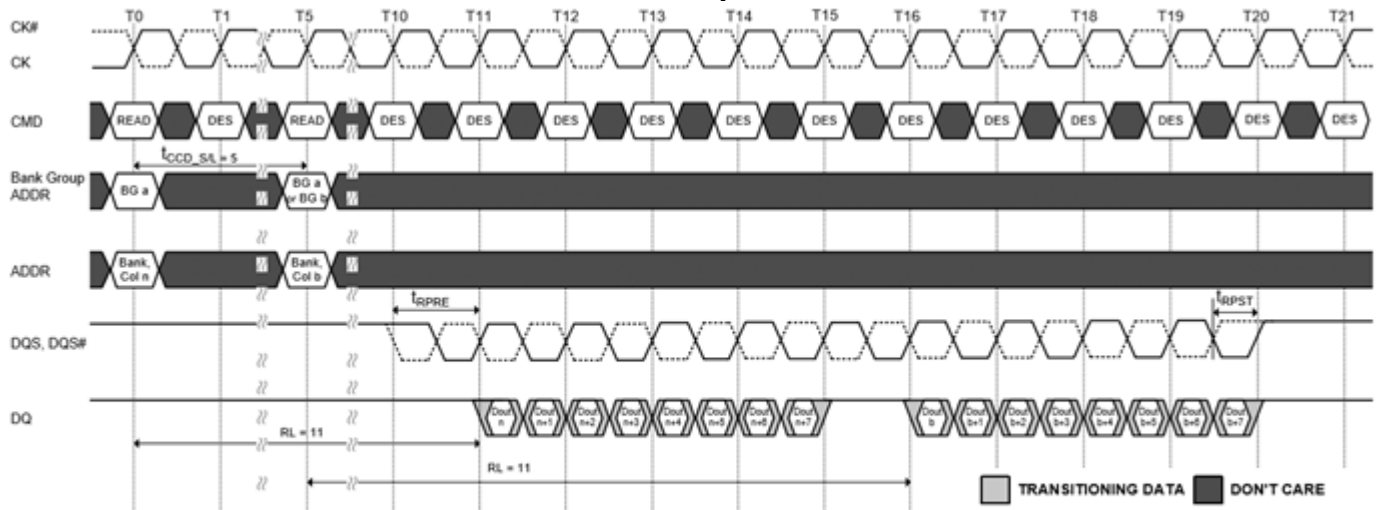 T0 T1 T5 T10 T11 T12 T13 T14 T15 T16 T17 T18 T19 T20 T21
CK#
CK
CMD READ DES READ DES DES DES DES DES DES DES DES DES DES DES DES
tCCD_S/L = 5
Bank Group
ADDR
BG a
BG a
or BG b
ADDR
Bank,
Col n
Bank,
Col b
tRPRE
tRPST
DQS, DQS#
DQ
Dout
n
Dout
n+1
Dout
n+2
Dout
n+3
Dout
n+4
Dout
n+5
Dout
n+6
Dout
n+7
Dout
b
Dout
b+1
Dout
b+2
Dout
b+3
Dout
b+4
Dout
b+5
Dout
b+6
Dout
b+7
RL = 11
RL = 11
TRANSITIONING DATA
DON'T CARE